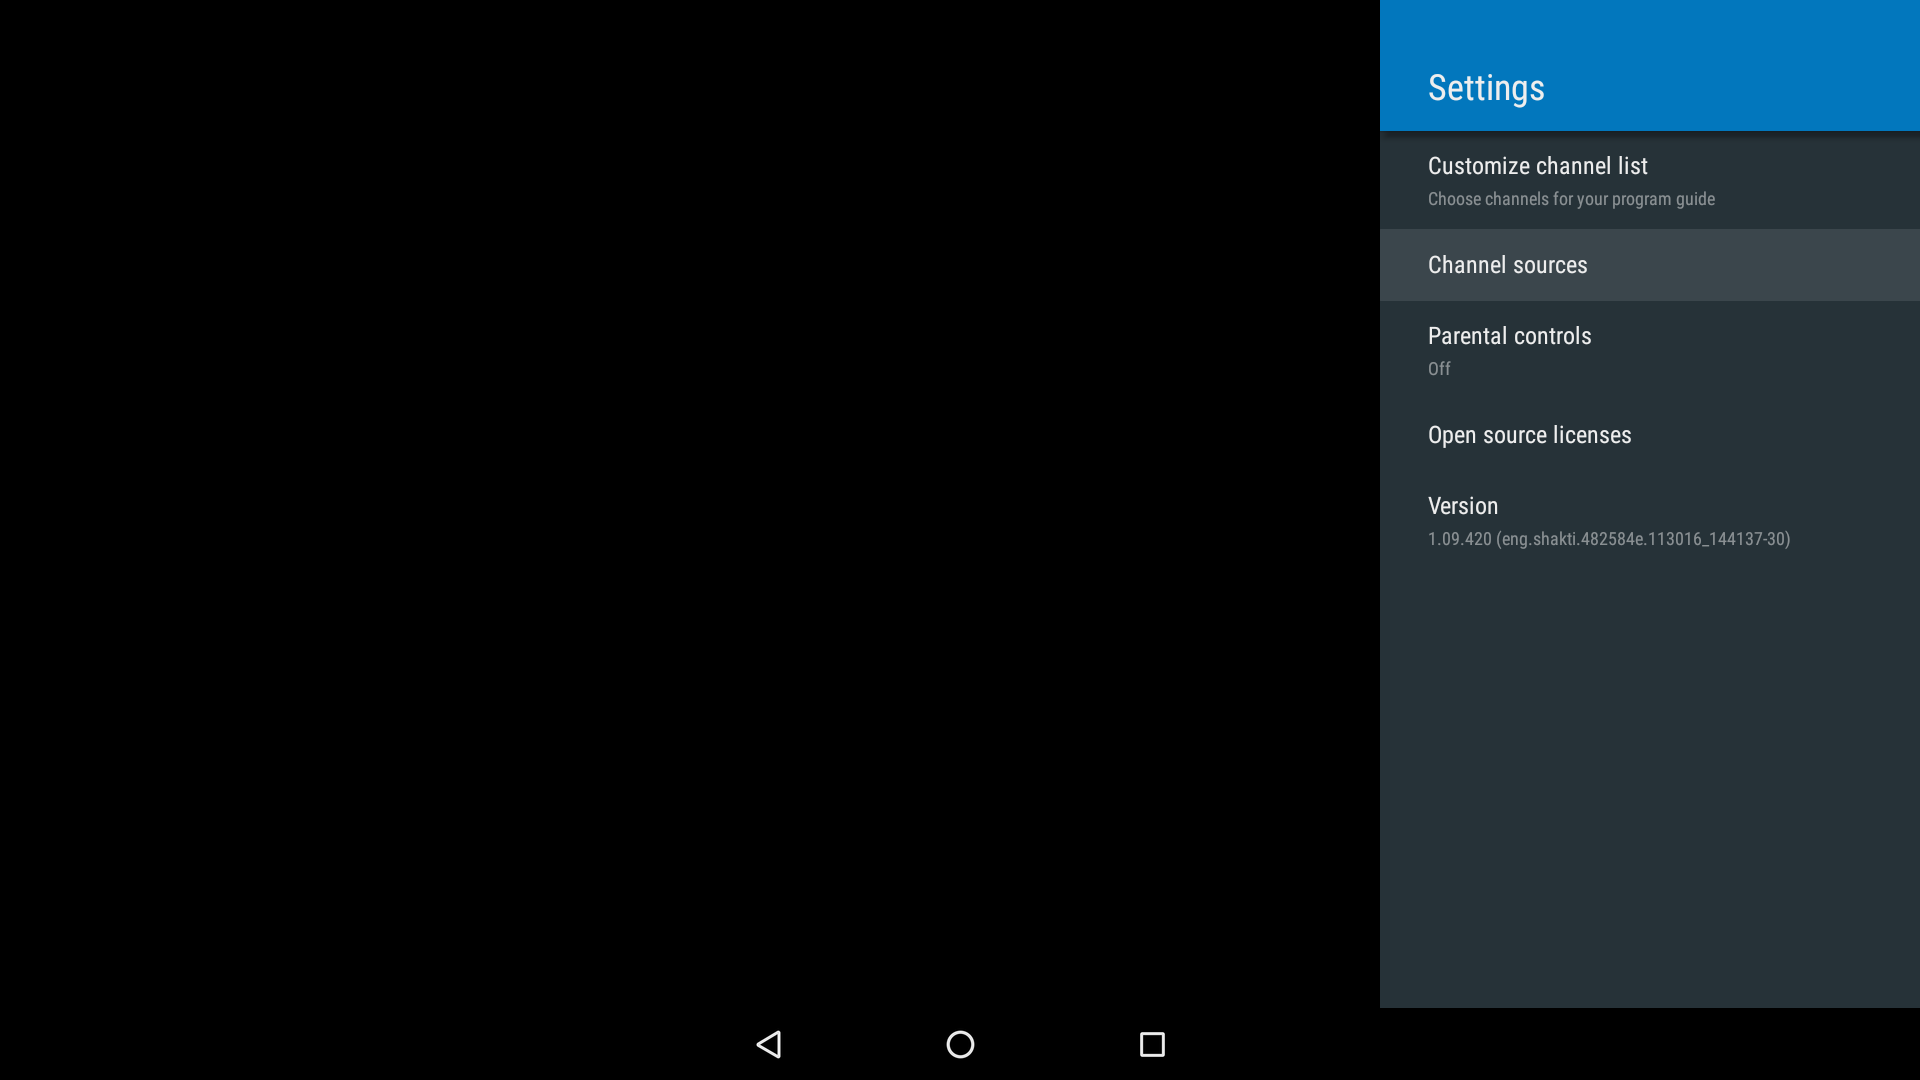 Settings
Customize channel list
Choose channels for your program guide
Channel sources
Parental controls
Off
Open source licenses
Version
1.09.420 (eng.shakti.482584e.113016_144137-30)